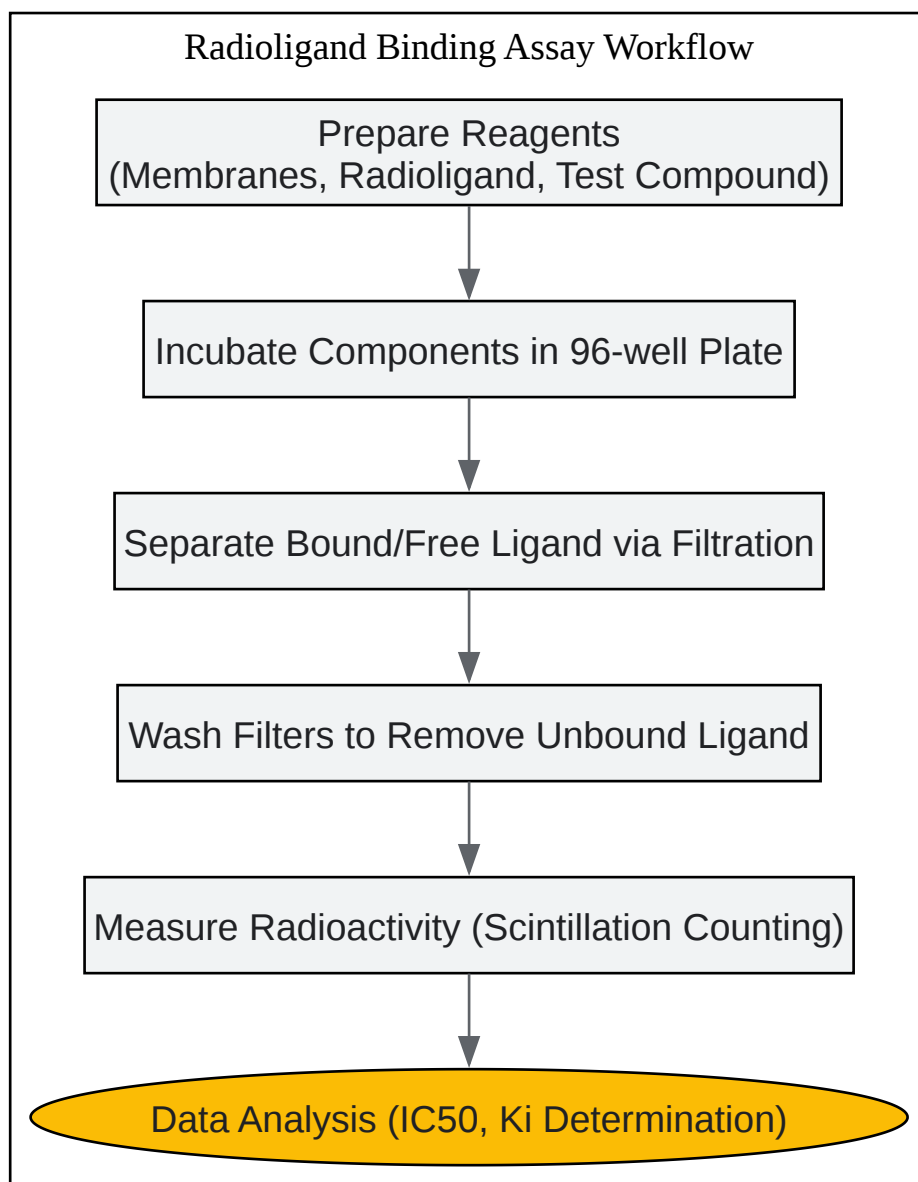 Radioligand Binding Assay Workflow
Prepare Reagents
(Membranes, Radioligand, Test Compound)
Incubate Components in 96-well Plate
Separate Bound/Free Ligand via Filtration
Wash Filters to Remove Unbound Ligand
Measure Radioactivity (Scintillation Counting)
Data Analysis (IC50, Ki Determination)